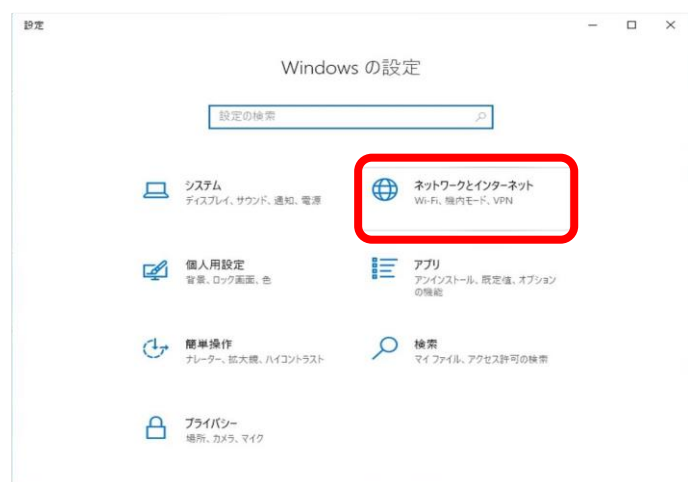 設定
Windows の設定
設定の検索
システム
ディスプレイ、サウンド、通知、電源
ネットワークとインターネット
Wi-Fi、機内モード、VPN
個人用設定
背景、ロック画面、色
アプリ
アンインストール、既定値、オプション
の機能
簡単操作
ナレーター、拡大鏡、ハイコントラスト
検索
マイ ファイル、アクセス許可の検索
プライバシー
場所、カメラ、マイク